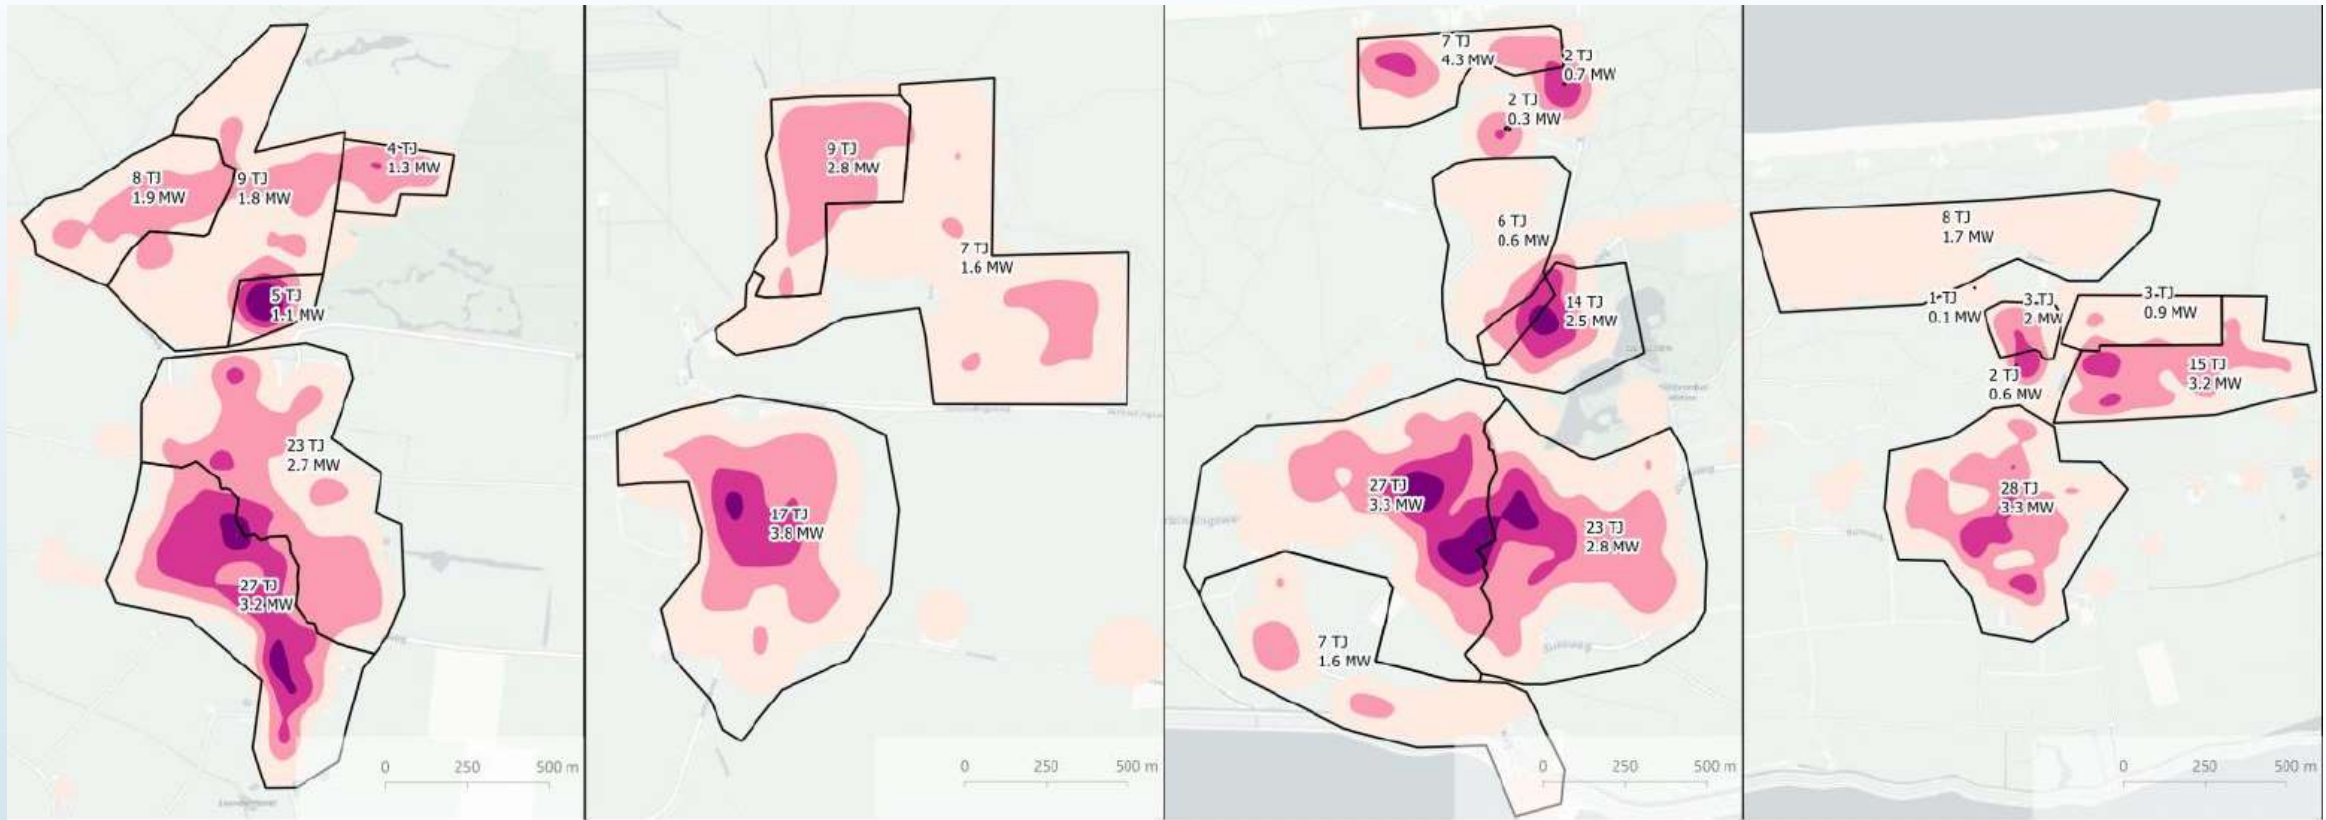 4 TJ
1.3 MW
8 TJ
1.9 MW
9 TJ
1.8 MW
5 TJ
1.1 MW
23 TJ
2.7 MW
27 TJ
3.2 MW
0 250 500 m
9 TJ
2.8 MW
7 TJ
1.6 MW
17 TJ
3.8 MW
0 250 500 m
7 TJ
4.3 MW
2 TJ
0.7 MW
2 TJ
0.3 MW
6 TJ
0.6 MW
14 TJ
2.5 MW
27 TJ
3.3 MW
23 TJ
2.8 MW
7 TJ
1.6 MW
0 250 500 m
8 TJ
1.7 MW
1 TJ
0.1 MW
3 TJ
2 MW
3 TJ
0.9 MW
2 TJ
0.6 MW
15 TJ
3.2 MW
28 TJ
3.3 MW
0 250 500 m